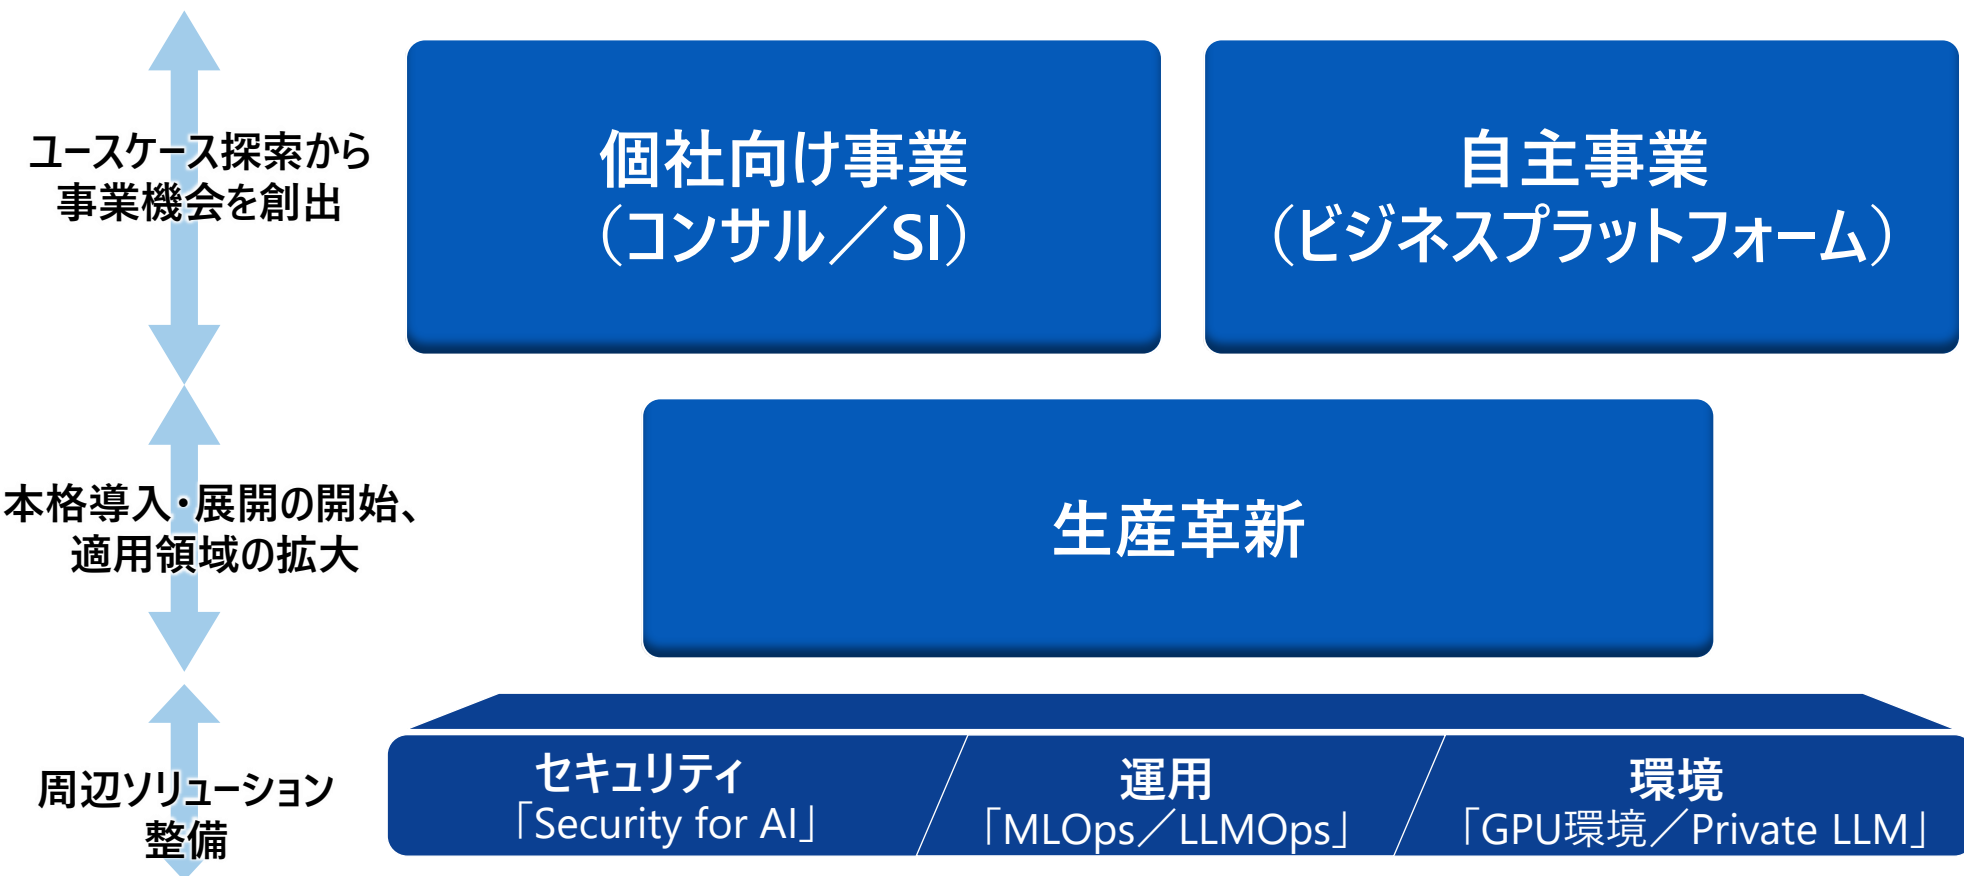 ユースケース探索から
事業機会を創出
個社向け事業
（コンサル／SI）
自主事業
（ビジネスプラットフォーム）
本格導入・展開の開始、
適用領域の拡大
生産革新
周辺ソリューション
整備
セキュリティ
「Security for AI」
運用
「MLOps／LLMOps」
環境
「GPU環境／Private LLM」